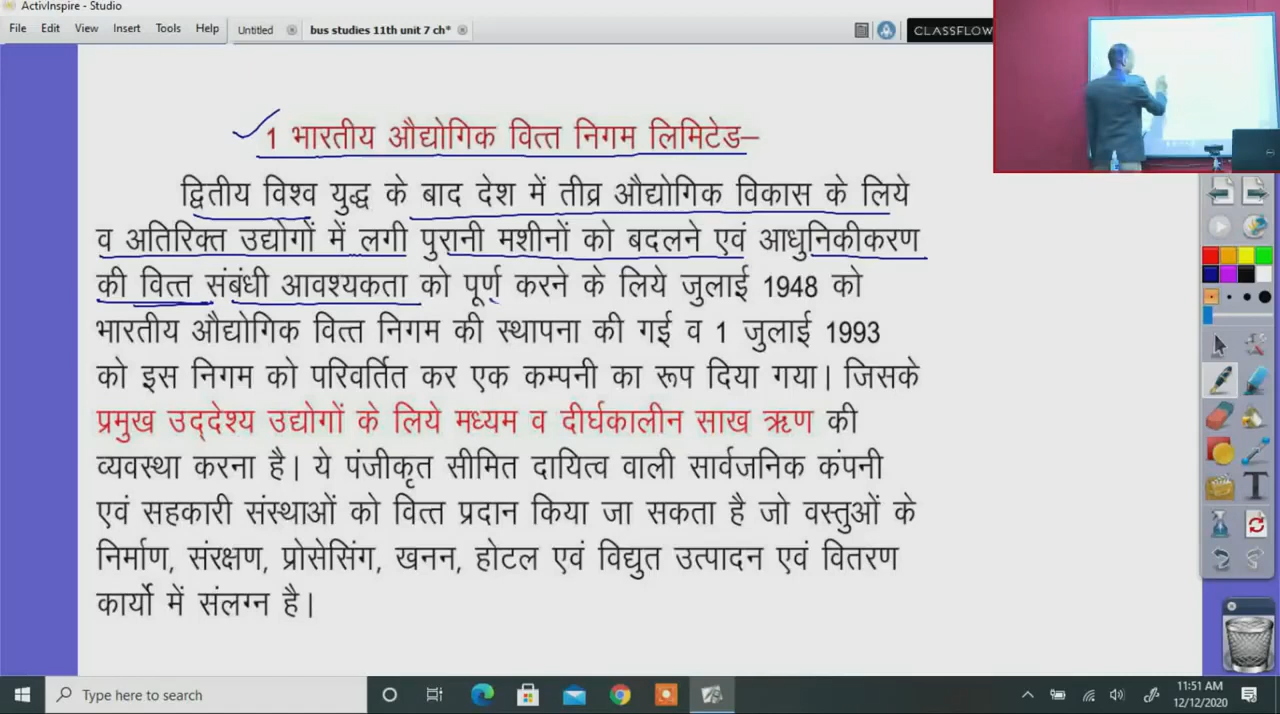 ActivInspire - Studio
File Edit View Insert Tools Help Untitled bus studies 11th unit 7 ch* CLASSFLOW
1 भारतीय औद्योगिक वित्त निगम लिमिटेड–
द्वितीय विश्व युद्ध के बाद देश में तीव्र औद्योगिक विकास के लिये
व अतिरिक्त उद्योगों में लगी पुरानी मशीनों को बदलने एवं आधुनिकीकरण
की वित्त संबंधी आवश्यकता को पूर्ण करने के लिये जुलाई 1948 को
भारतीय औद्योगिक वित्त निगम की स्थापना की गई व 1 जुलाई 1993
को इस निगम को परिवर्तित कर एक कम्पनी का रूप दिया गया। जिसके
प्रमुख उद्देश्य उद्योगों के लिये मध्यम व दीर्घकालीन साख ऋण की
व्यवस्था करना है। ये पंजीकृत सीमित दायित्व वाली सार्वजनिक कंपनी
एवं सहकारी संस्थाओं को वित्त प्रदान किया जा सकता है जो वस्तुओं के
निर्माण, संरक्षण, प्रोसेसिंग, खनन, होटल एवं विद्युत उत्पादन एवं वितरण
कार्यो में संलग्न है।
Type here to search
11:51 AM
12/12/2020